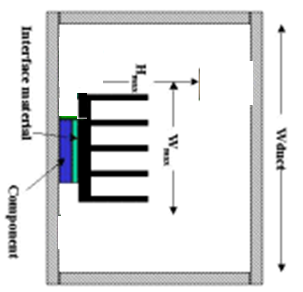 Interface material
Component
Hmax
Wmax
Wduct